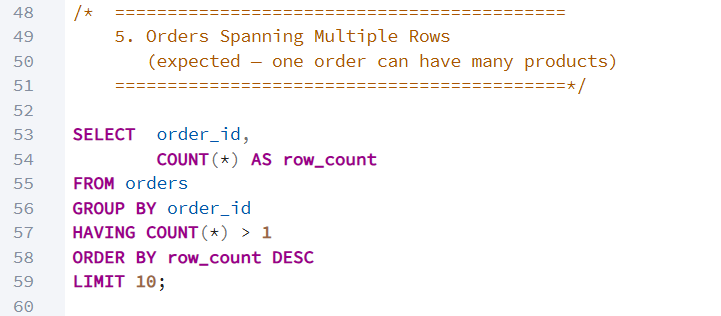 48 /* ===========================================
49     5. Orders Spanning Multiple Rows
50        (expected — one order can have many products)
51     ===========================================*/
52
53 SELECT  order_id,
54         COUNT(*) AS row_count
55 FROM orders
56 GROUP BY order_id
57 HAVING COUNT(*) > 1
58 ORDER BY row_count DESC
59 LIMIT 10;
60